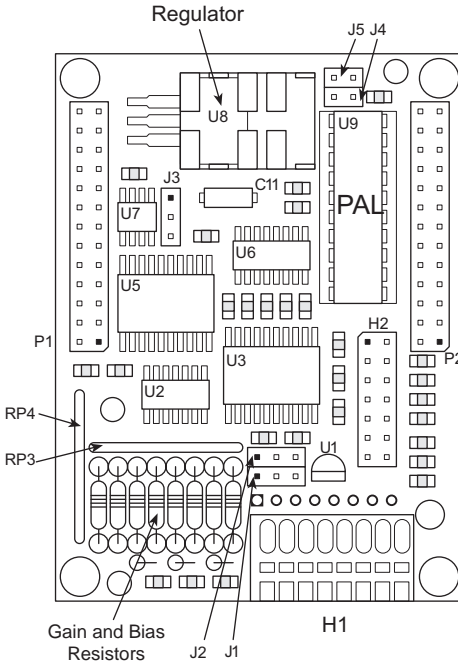 Regulator
J5 J4
U8
U9
PAL
J3
C11
U7
U6
U5
H2
P1
U3
P2
U2
RP4
U1
RP3
H1
Gain and Bias
Resistors
J2 J1